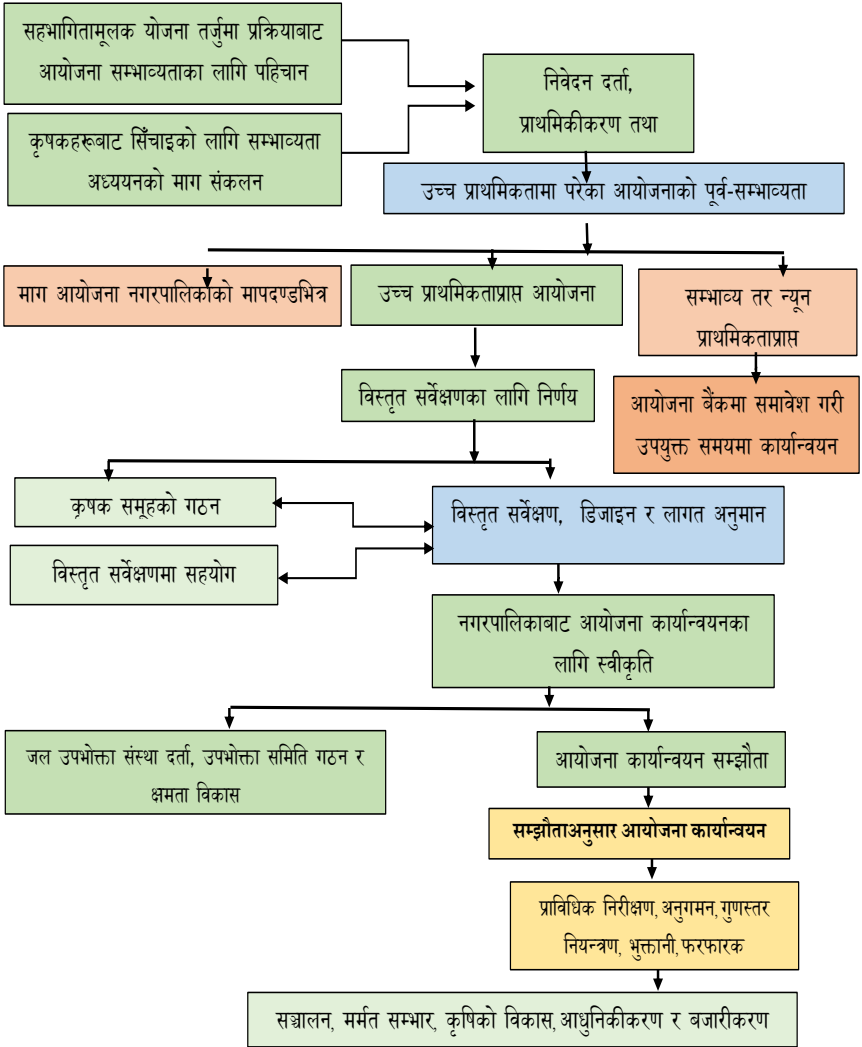 सहभागितामूलक योजना तर्जुमा प्रक्रियाबाट
आयोजना सम्भाव्यताका लागि पहिचान
कृषकहरूबाट सिँचाइको लागि सम्भाव्यता
अध्ययनको माग संकलन
निवेदन दर्ता,
प्राथमिकीकरण तथा
उच्च प्राथमिकतामा परेका आयोजनाको पूर्व-सम्भाव्यता
माग आयोजना नगरपालिकाको मापदण्डभित्र
उच्च प्राथमिकताप्राप्त आयोजना
सम्भाव्य तर न्यून
प्राथमिकताप्राप्त
विस्तृत सर्वेक्षणका लागि निर्णय
आयोजना बैंकमा समावेश गरी
उपयुक्त समयमा कार्यान्वयन
कृषक समूहको गठन
विस्तृत सर्वेक्षणमा सहयोग
विस्तृत सर्वेक्षण, डिजाइन र लागत अनुमान
नगरपालिकाबाट आयोजना कार्यान्वयनका
लागि स्वीकृति
जल उपभोक्ता संस्था दर्ता, उपभोक्ता समिति गठन र
क्षमता विकास
आयोजना कार्यान्वयन सम्झौता
सम्झौताअनुसार आयोजना कार्यान्वयन
प्राविधिक निरीक्षण, अनुगमन, गुणस्तर
नियन्त्रण, भुक्तानी, फरफारक
सञ्चालन, मर्मत सम्भार, कृषिको विकास, आधुनिकीकरण र बजारीकरण